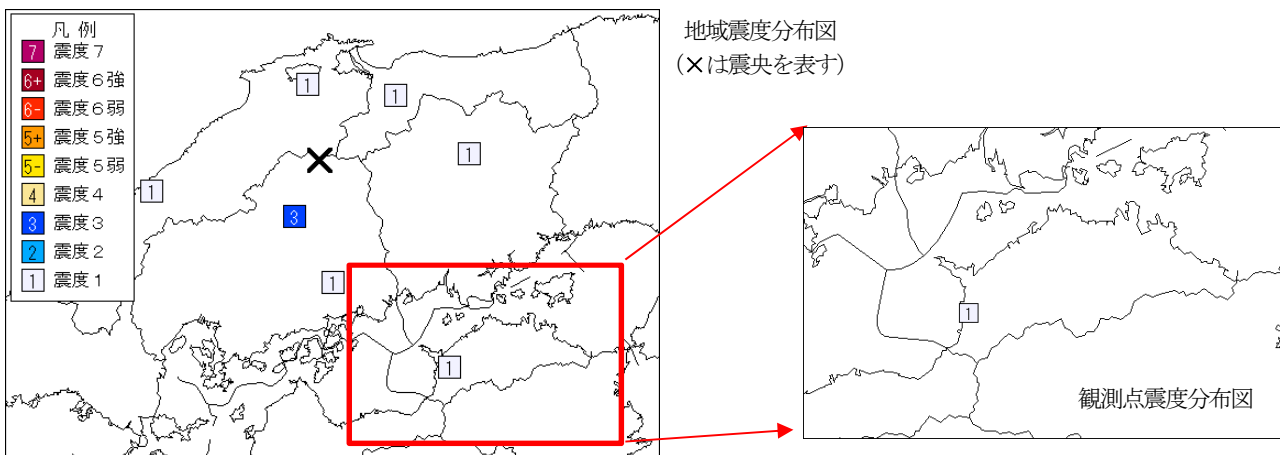 凡 例
7 震度７
6+ 震度６強
6- 震度６弱
5+ 震度５強
5- 震度５弱
4 震度４
3 震度３
2 震度２
1 震度１
1
1
1
1
3
1
1
地域震度分布図
（×は震央を表す）
1
観測点震度分布図